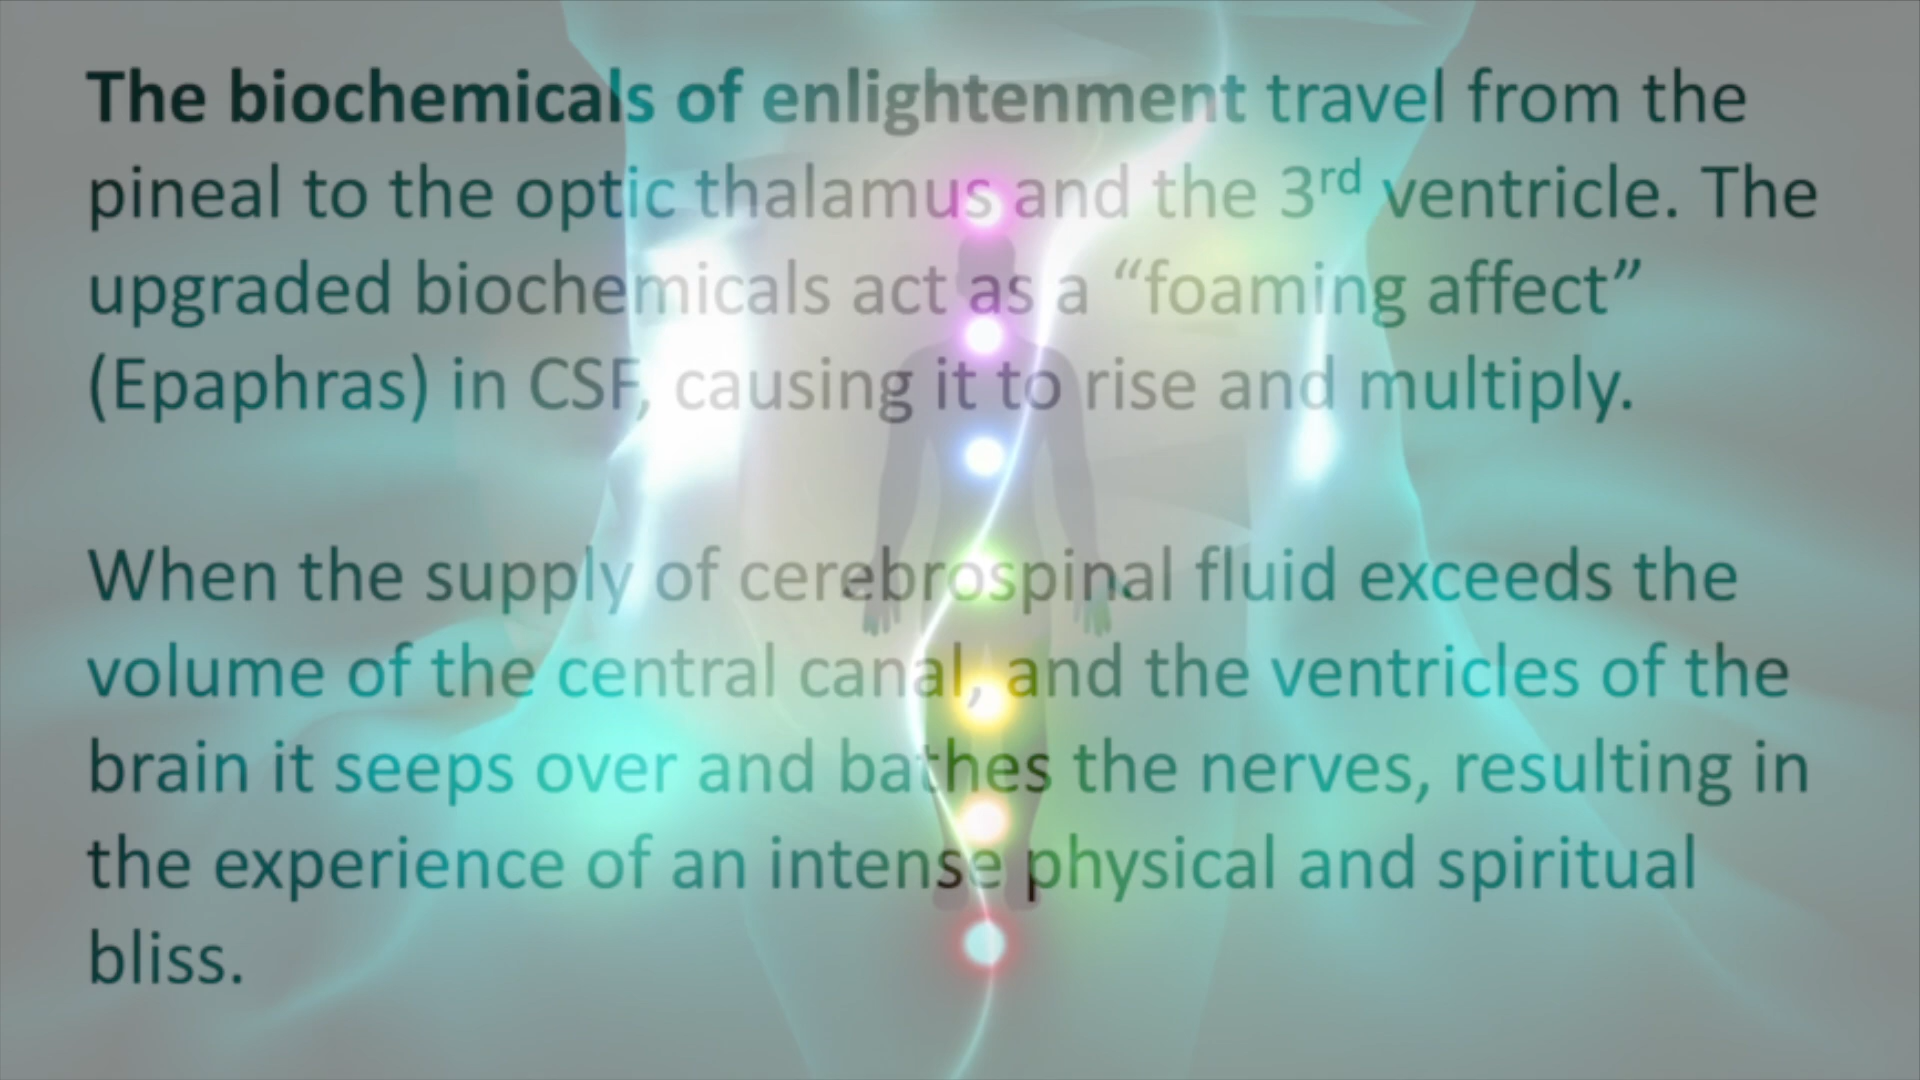 The biochemicals of enlightenment travel from the
pineal to the optic thalamus and the 3rd ventricle. The
upgraded biochemicals act as a “foaming affect”
(Epaphras) in CSF, causing it to rise and multiply.
When the supply of cerebrospinal fluid exceeds the
volume of the central canal, and the ventricles of the
brain it seeps over and bathes the nerves, resulting in
the experience of an intense physical and spiritual
bliss.